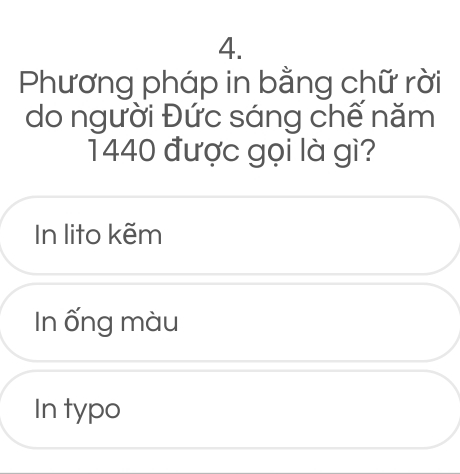 4.
Phương pháp in bằng chữ rời
do người Đức sáng chế năm
1440 được gọi là gì?
In lito kẽm
In ống màu
In typo